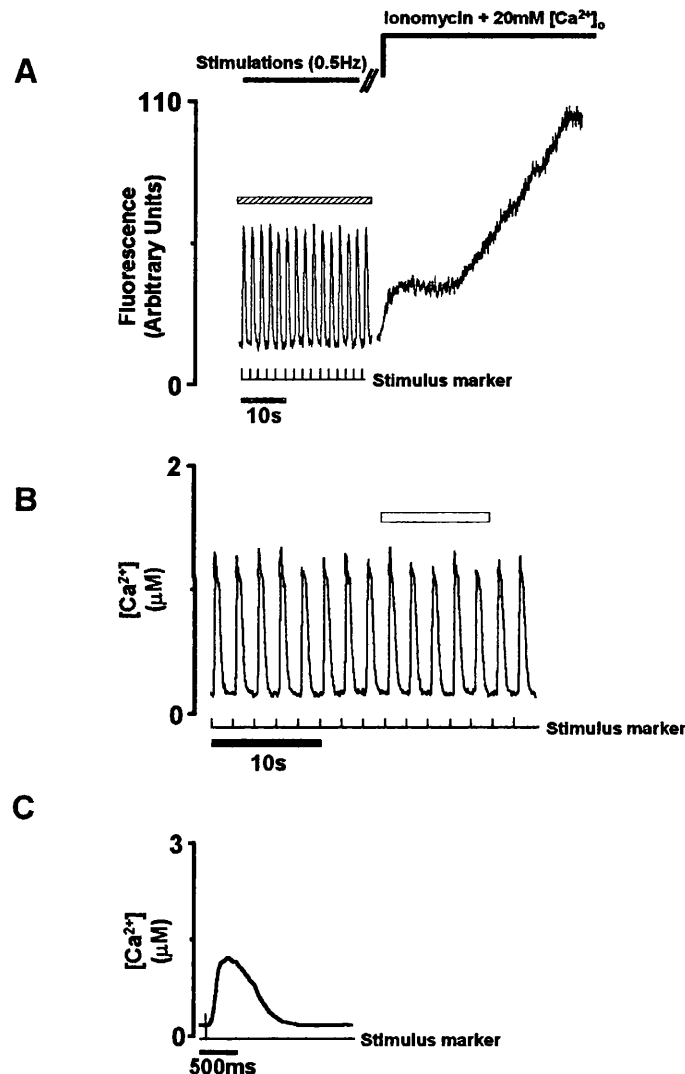 Ionomycin + 20mM [Ca²⁺]ₒ
A
Stimulations (0.5Hz)
110
Fluorescence
(Arbitrary Units)
0
Stimulus marker
10s
B
2
[Ca²⁺]
(μM)
0
Stimulus marker
10s
C
3
[Ca²⁺]
(μM)
0
Stimulus marker
500ms